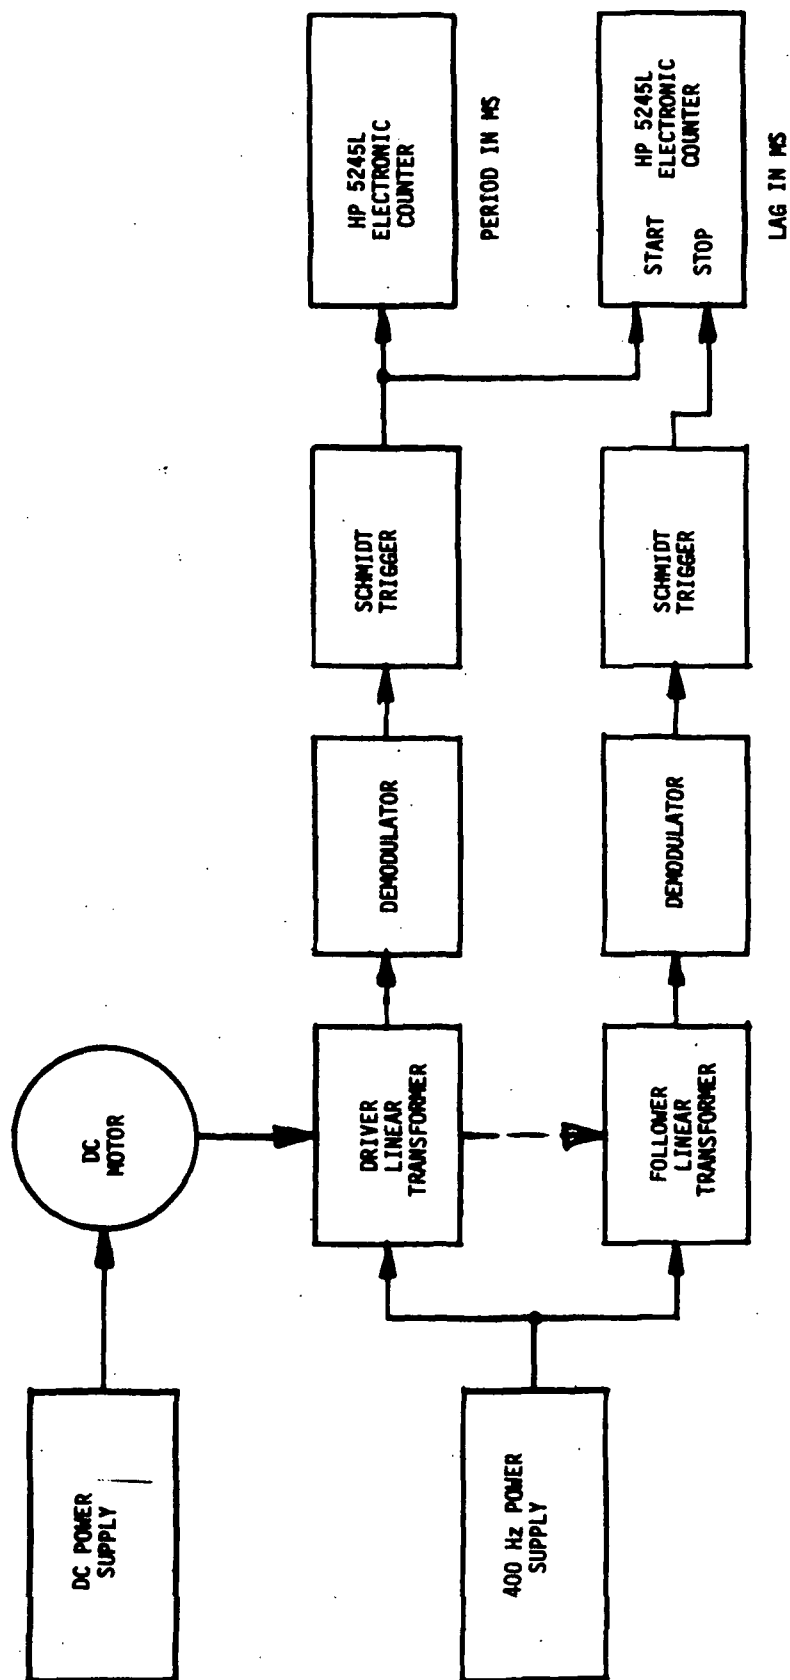 DC POWER
SUPPLY
DC
MOTOR
400 Hz POWER
SUPPLY
DRIVER
LINEAR
TRANSFORMER
DEMODULATOR
SCHMIDT
TRIGGER
HP 5245L
ELECTRONIC
COUNTER
PERIOD IN MS
FOLLOWER
LINEAR
TRANSFORMER
DEMODULATOR
SCHMIDT
TRIGGER
START
STOP
HP 5245L
ELECTRONIC
COUNTER
LAG IN MS